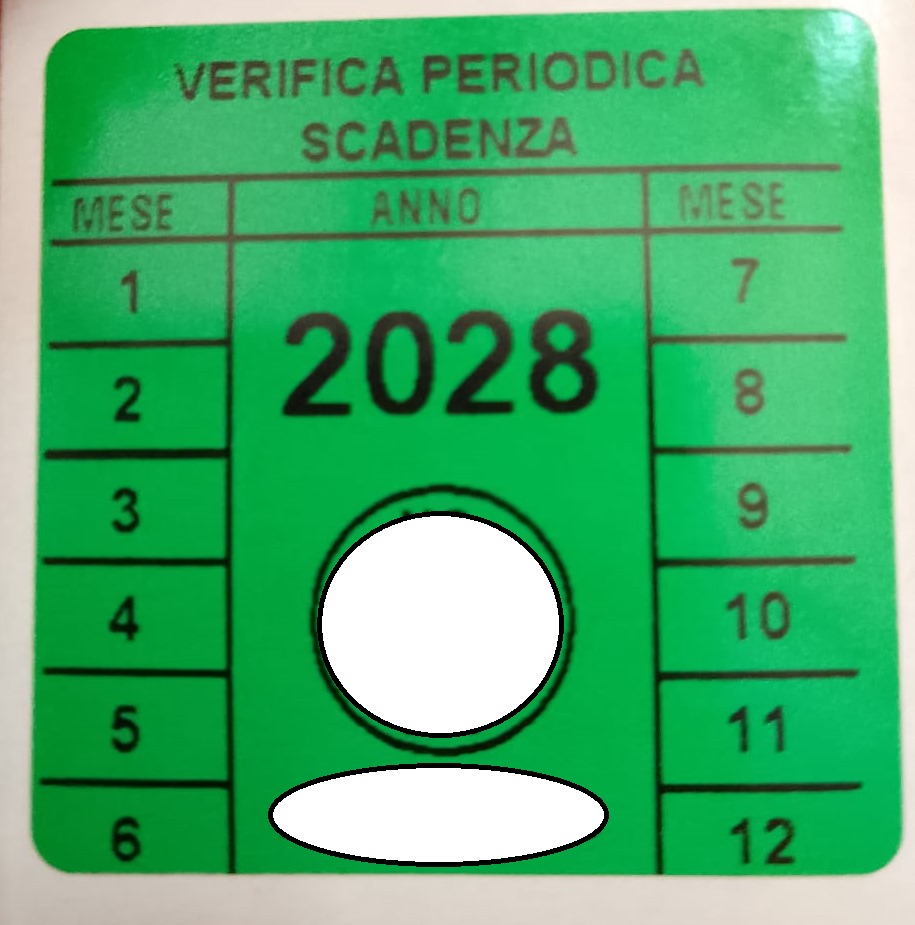 VERIFICA PERIODICA
SCADENZA
MESE ANNO MESE
1 7
2028
2 8
3 9
4 10
5 11
6 12